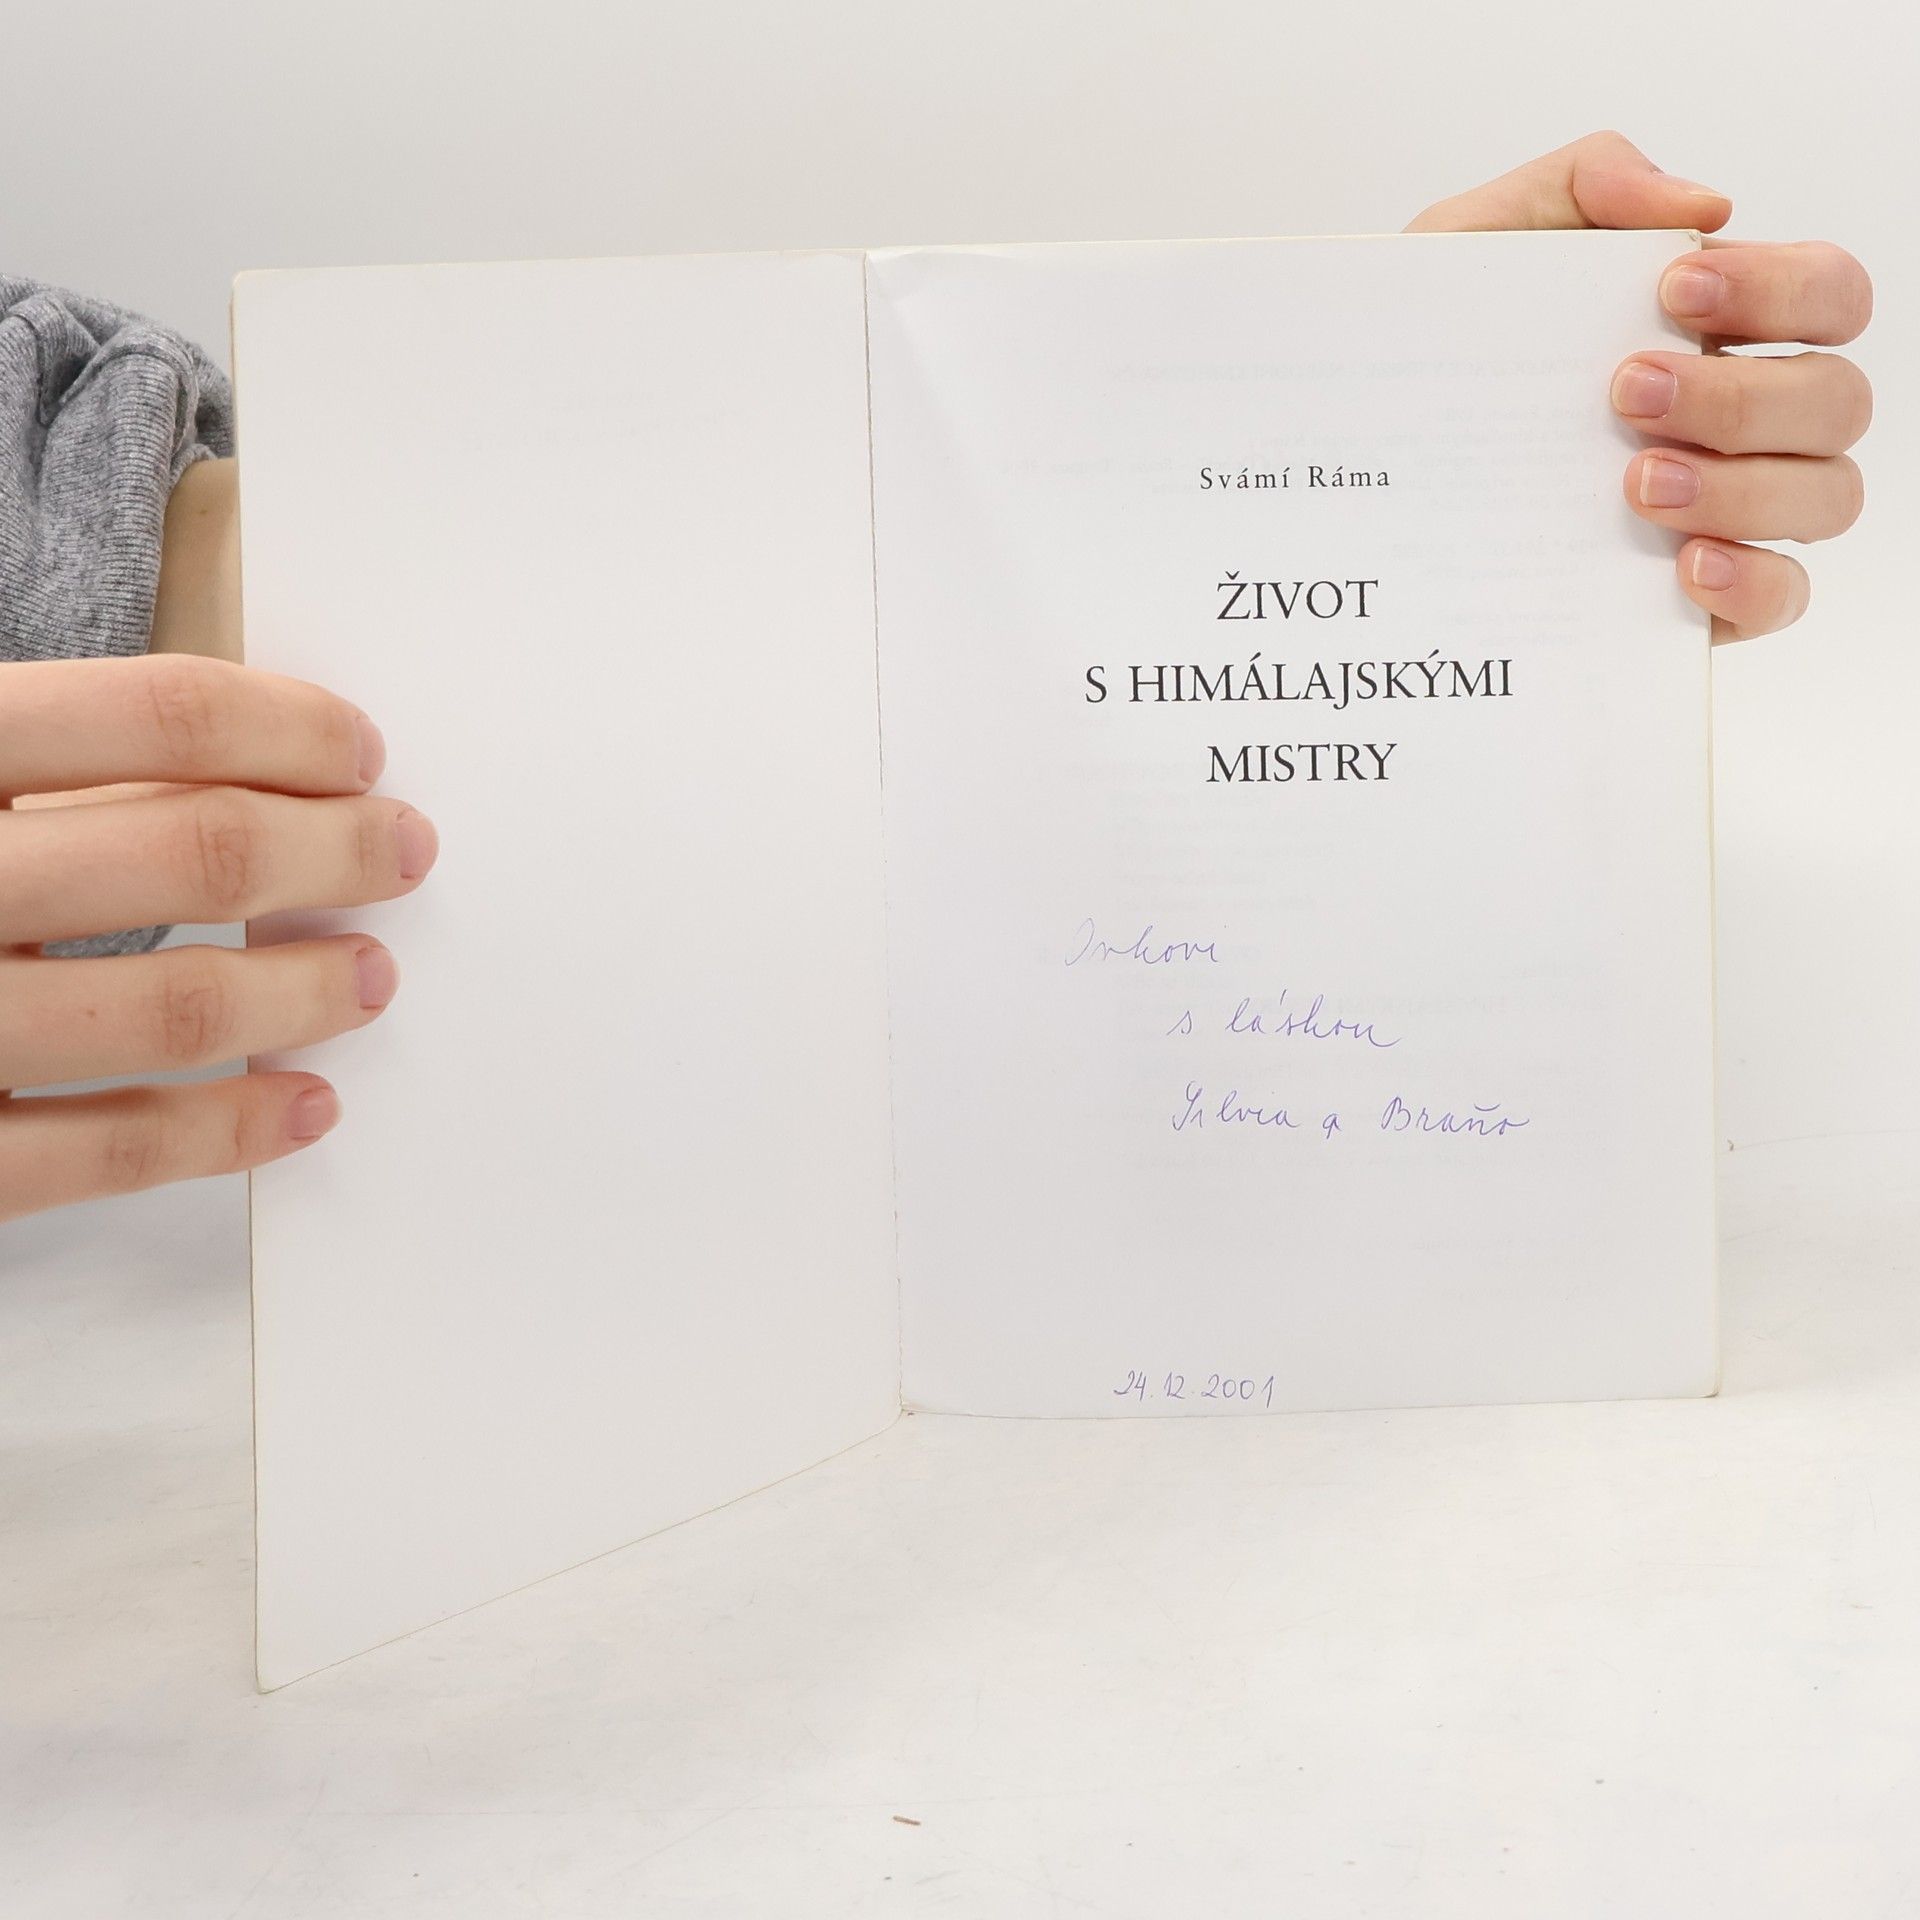 Svámí Ráma
ŽIVOT
S HIMÁLAJSKÝMI
MISTRY
Ivkovi
s láskou
Silvia a Braňo
24.12.2001